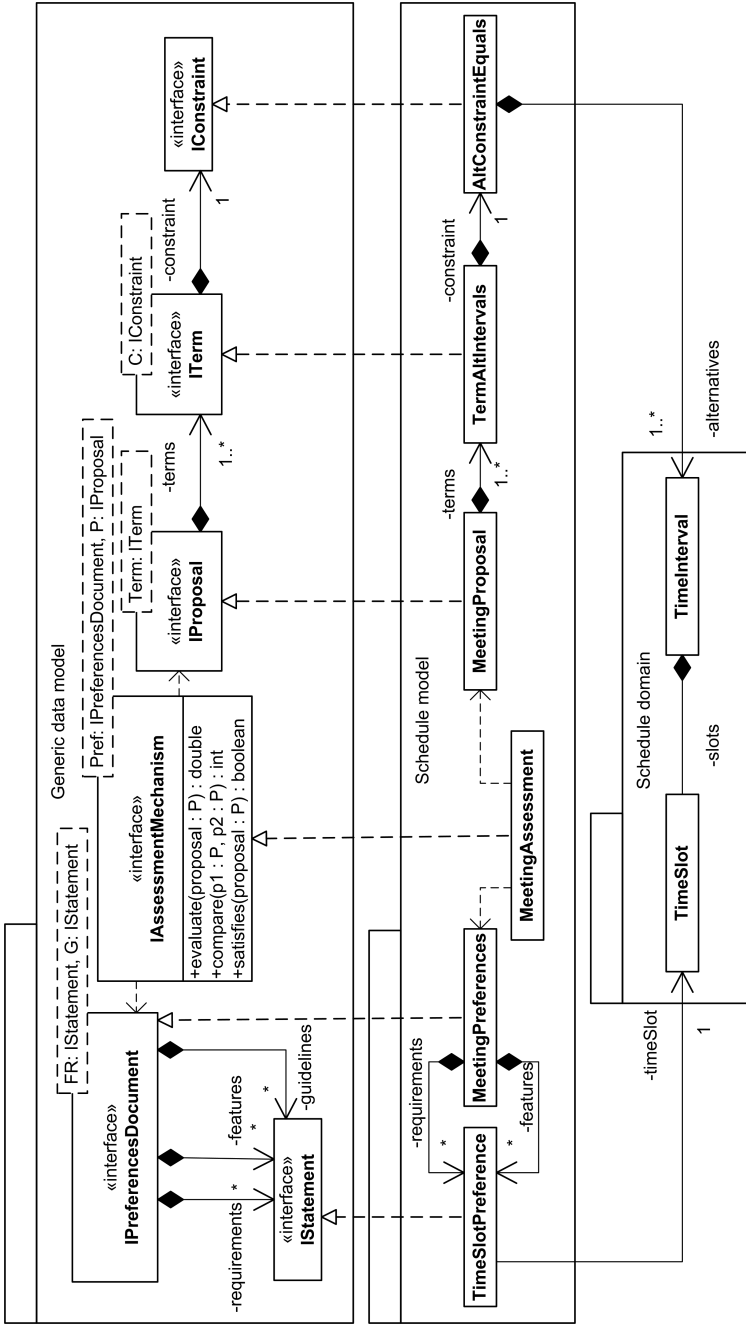 Generic data model
FR: IStatement, G: IStatement
«interface»
IPreferencesDocument
Pref: IPreferencesDocument, P: IProposal
«interface»
IAssessmentMechanism
+evaluate(proposal : P) : double
+compare(p1 : P, p2 : P) : int
+satisfies(proposal : P) : boolean
Term: ITerm
«interface»
IProposal
-terms
1..*
C: IConstraint
«interface»
ITerm
-constraint
1
«interface»
IConstraint
-requirements
*
-features
*
-guidelines
*
«interface»
IStatement
Schedule model
TimeSlotPreference
-requirements
*
-features
*
MeetingPreferences
MeetingAssessment
MeetingProposal
-terms
1..*
TermAltIntervals
-constraint
1
AltConstraintEquals
Schedule domain
-timeSlot
1
TimeSlot
-slots
TimeInterval
1..*
-alternatives